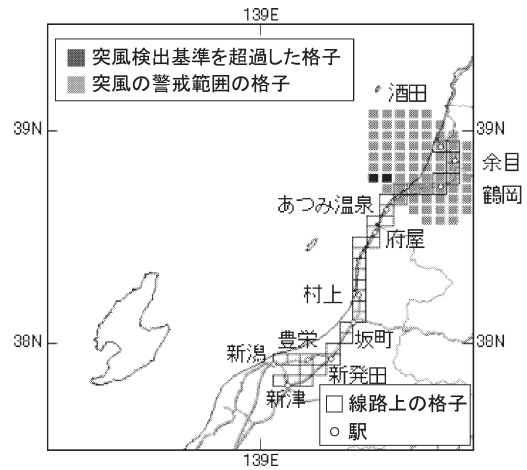 139E
突風検出基準を超過した格子
突風の警戒範囲の格子
酒田
39N
39N
余目
鶴岡
あつみ温泉
府屋
村上
38N
38N
豊栄
坂町
新潟
新発田
新津
線路上の格子
駅
139E